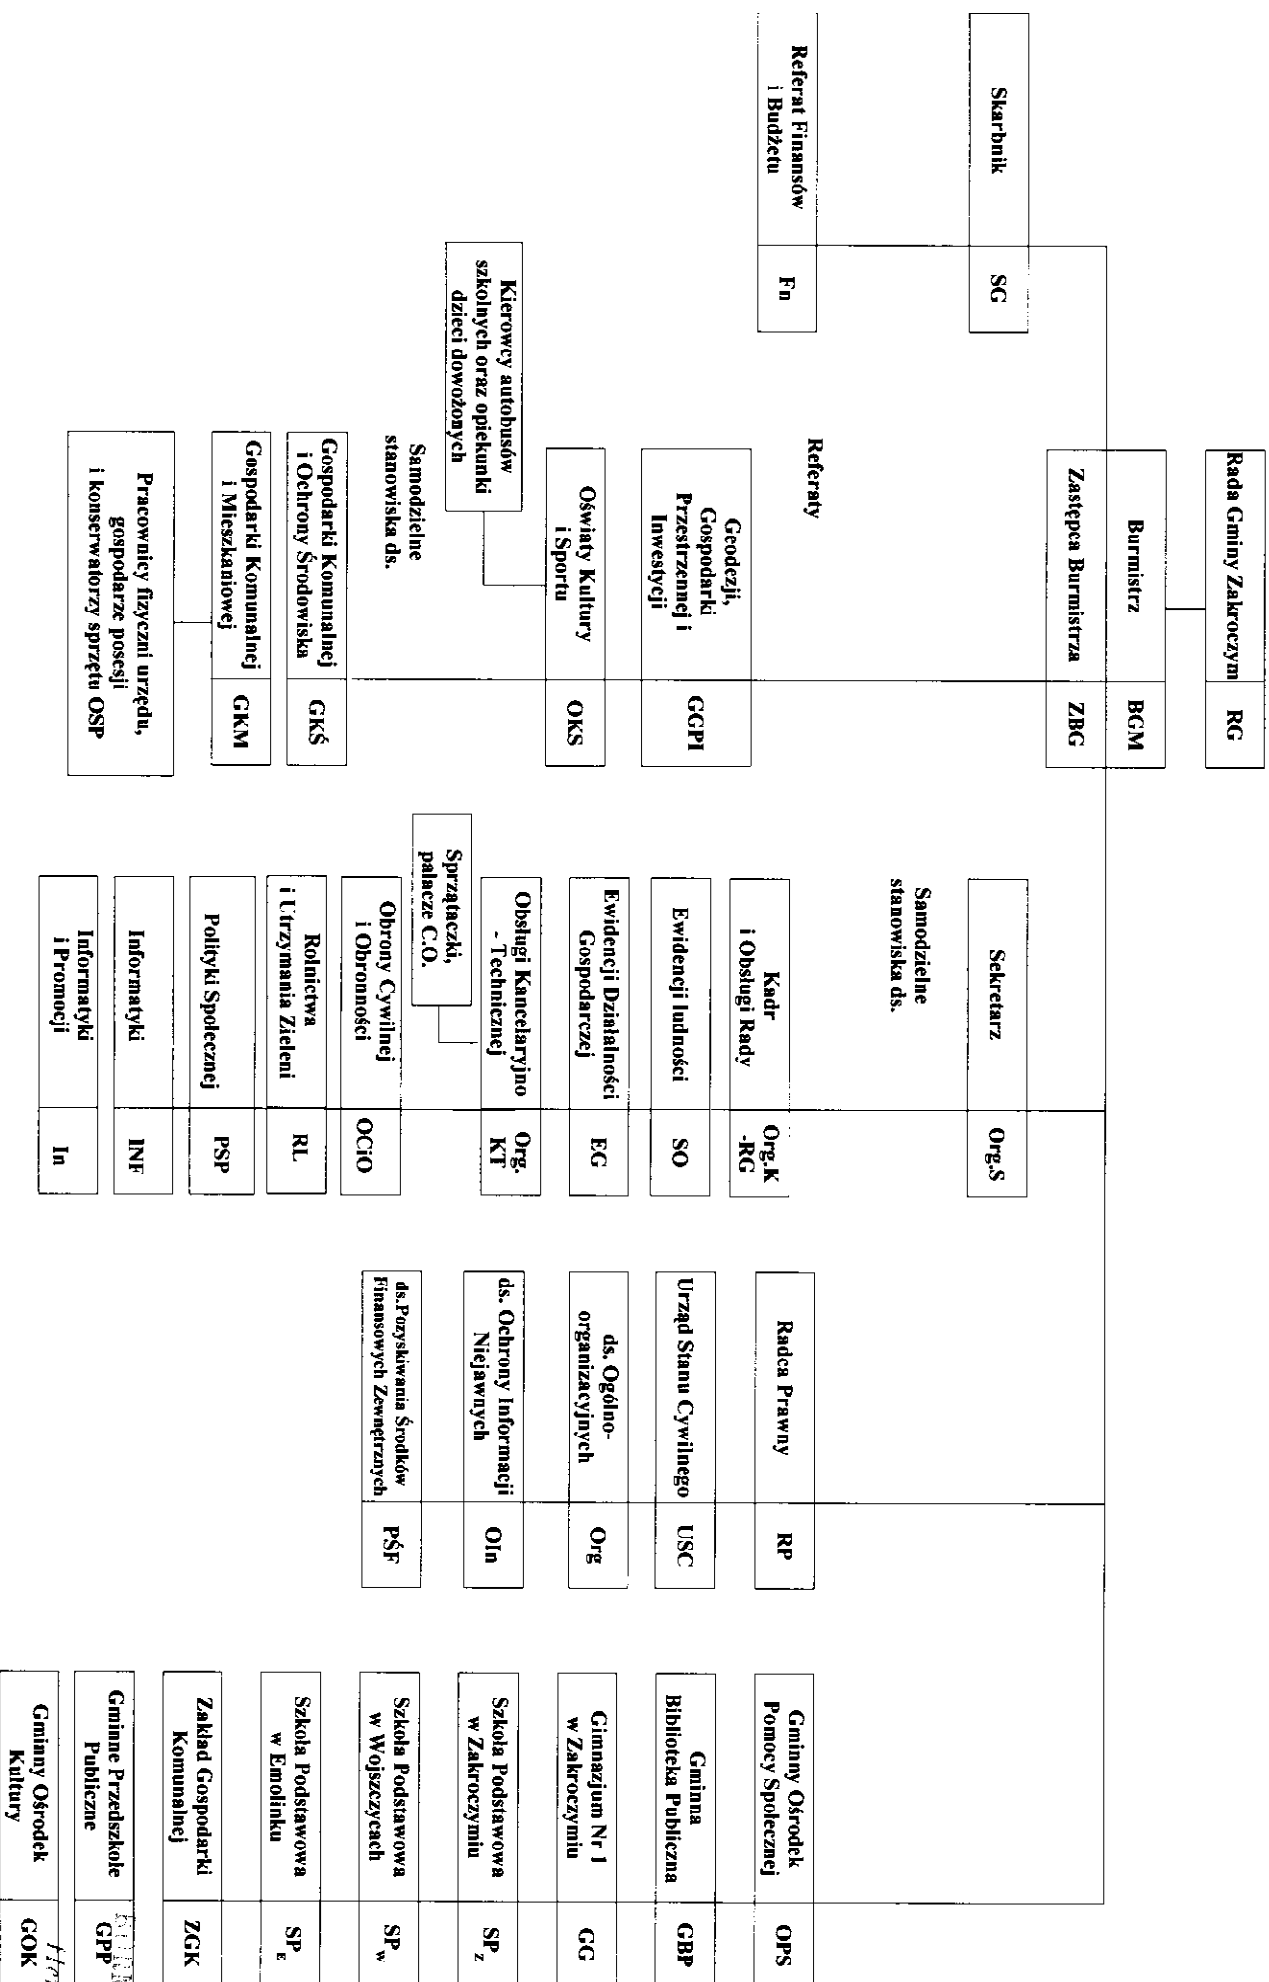 Rada Gminy Zakroczym
RG
Burmistrz
BGM
Zastępca Burmistrza
ZBG
Skarbnik
SG
Referat Finansów
i Budżetu
Fn
Referaty
Geodezji,
Gospodarki
Przestrzennej i
Inwestycji
GGPI
Oświaty Kultury
i Sportu
OKS
Kierowcy autobusów
szkolnych oraz opiekunki
dzieci dowożonych
Samodzielne
stanowiska ds.
Gospodarki Komunalnej
i Ochrony Środowiska
GKŚ
Gospodarki Komunalnej
i Mieszkaniowej
GKM
Pracownicy fizyczni urzędu,
gospodarze posesji
i konserwatorzy sprzętu OSP
Sekretarz
Org.S
Samodzielne
stanowiska ds.
Kadr
i Obsługi Rady
Org.K
-RG
Ewidencji ludności
SO
Ewidencji Działalności
Gospodarczej
EG
Obsługi Kancelaryjno
- Technicznej
Org.
KT
Sprzątaczki,
palacze C.O.
Obrony Cywilnej
i Obronności
OCiO
Rolnictwa
i Utrzymania Zieleni
RL
Polityki Społecznej
PSP
Informatyki
INF
Informatyki
i Promocji
In
Radca Prawny
RP
Urząd Stanu Cywilnego
USC
ds. Ogólno-
organizacyjnych
Org
ds. Ochrony Informacji
Niejawnych
OIn
ds.Pozyskiwania Środków
Finansowych Zewnętrznych
PŚF
Gminny Ośrodek
Pomocy Społecznej
OPS
Gminna
Biblioteka Publiczna
GBP
Gimnazjum Nr 1
w Zakroczymiu
GG
Szkoła Podstawowa
w Zakroczymiu
SPz
Szkoła Podstawowa
w Wojszczycach
SPw
Szkoła Podstawowa
w Emolinku
SPE
Zakład Gospodarki
Komunalnej
ZGK
Gminne Przedszkole
Publiczne
GPP
Gminny Ośrodek
Kultury
GOK